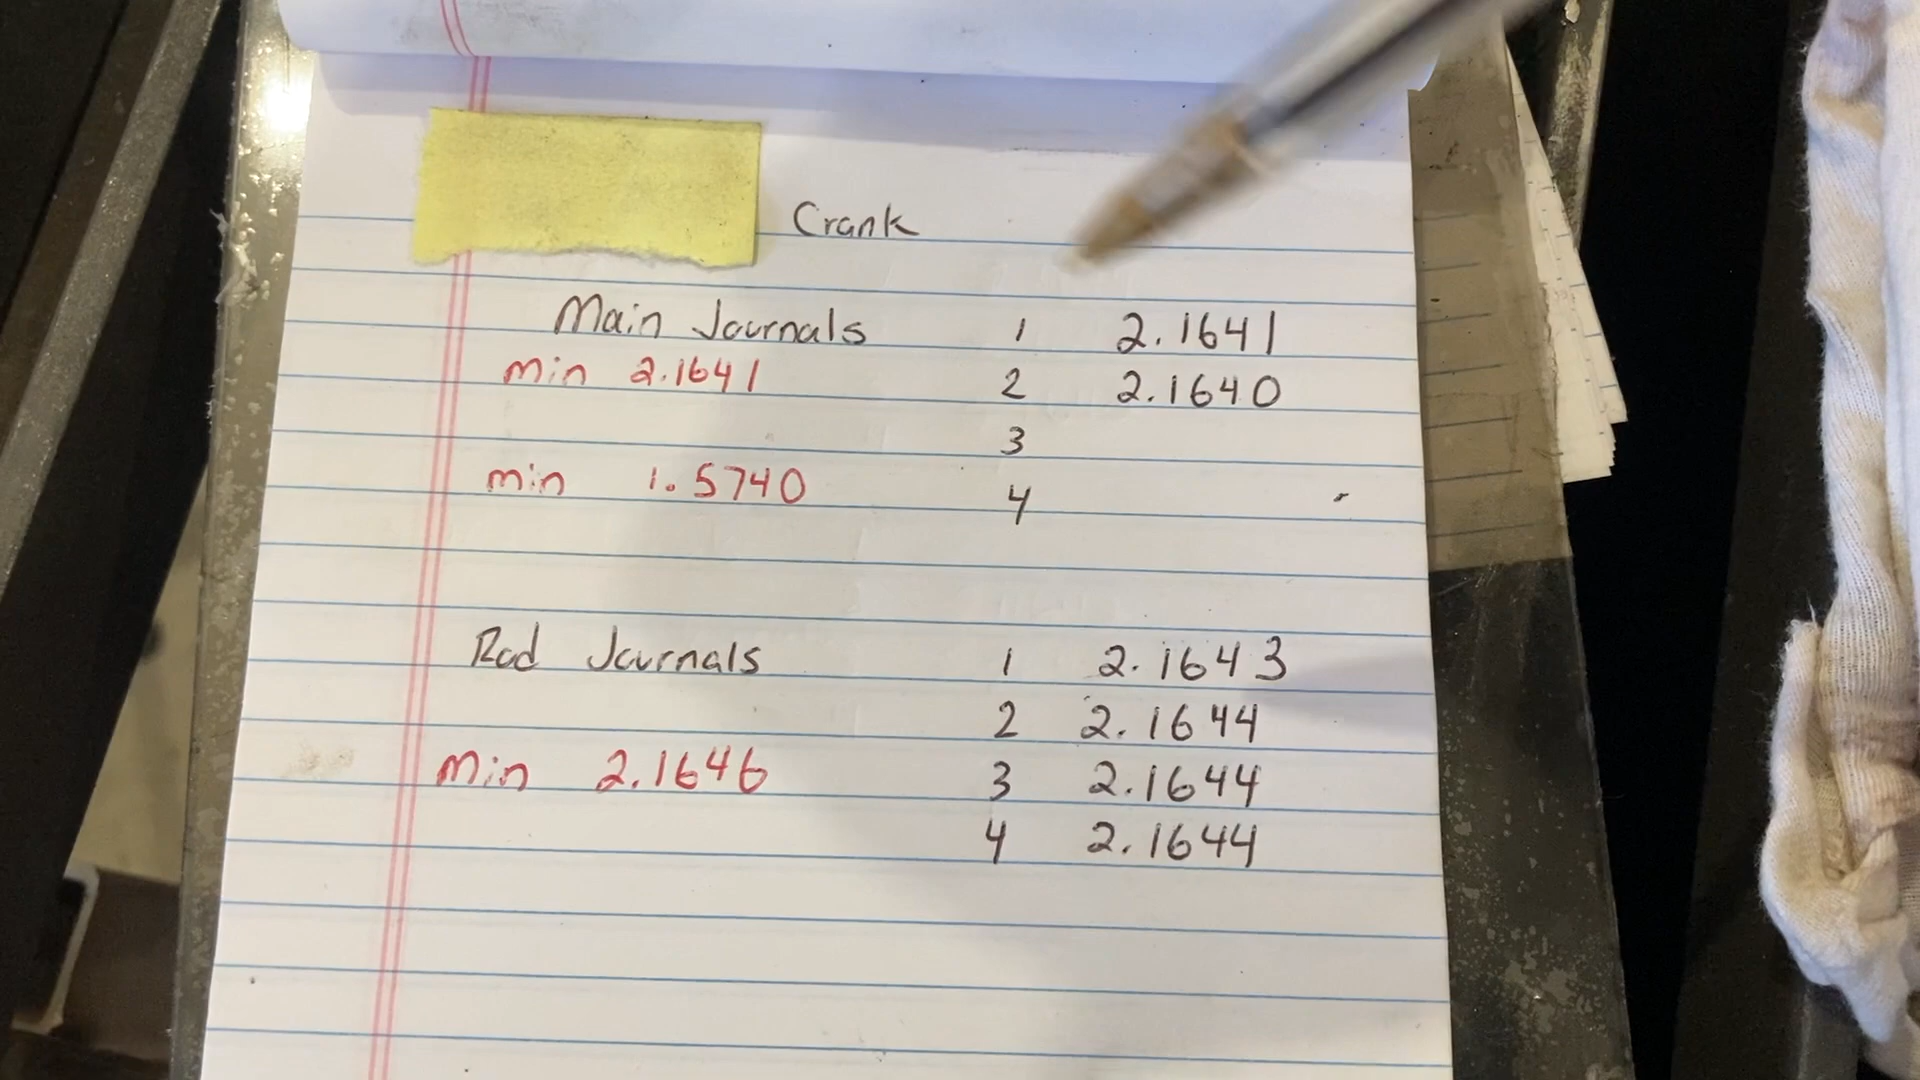 Crank
Main Journals 1 2.1641
min 2.1641 2 2.1640
3
min 1.5740 4
Rod Journals 1 2.1643
2 2.1644
min 2.1646 3 2.1644
4 2.1644